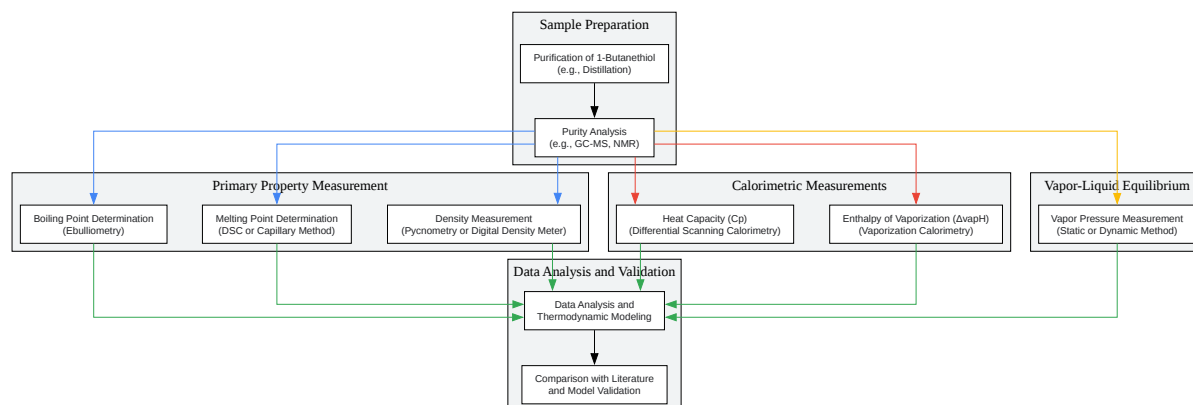 Sample Preparation
Purification of 1-Butanethiol
(e.g., Distillation)
Purity Analysis
(e.g., GC-MS, NMR)
Primary Property Measurement
Boiling Point Determination
(Ebulliometry)
Melting Point Determination
(DSC or Capillary Method)
Density Measurement
(Pycnometry or Digital Density Meter)
Calorimetric Measurements
Heat Capacity (Cp)
(Differential Scanning Calorimetry)
Enthalpy of Vaporization (ΔvapH)
(Vaporization Calorimetry)
Vapor-Liquid Equilibrium
Vapor Pressure Measurement
(Static or Dynamic Method)
Data Analysis and Validation
Data Analysis and
Thermodynamic Modeling
Comparison with Literature
and Model Validation